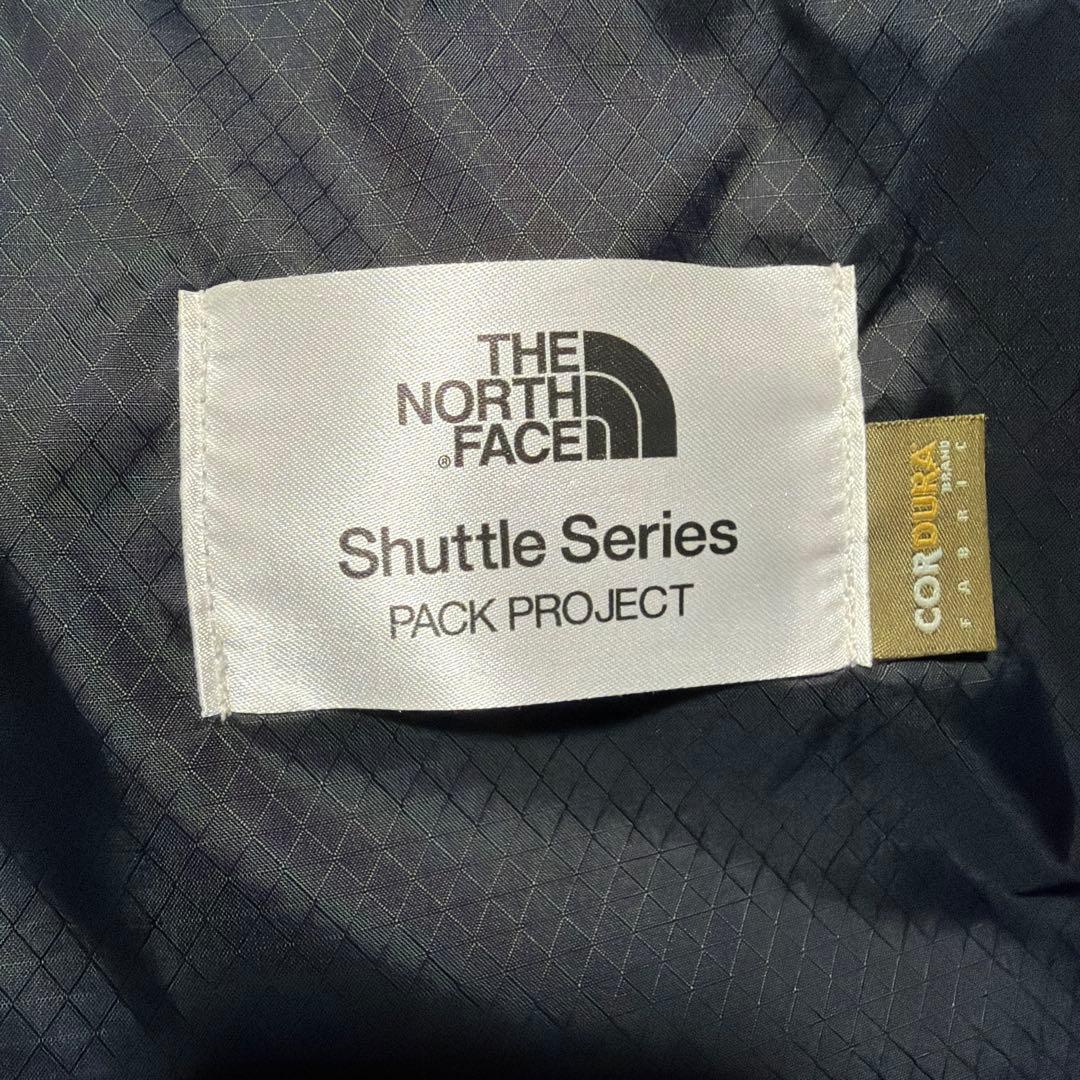 THE
NORTH
®FACE
Shuttle Series
PACK PROJECT
CORDURA
BRAND
FABRIC